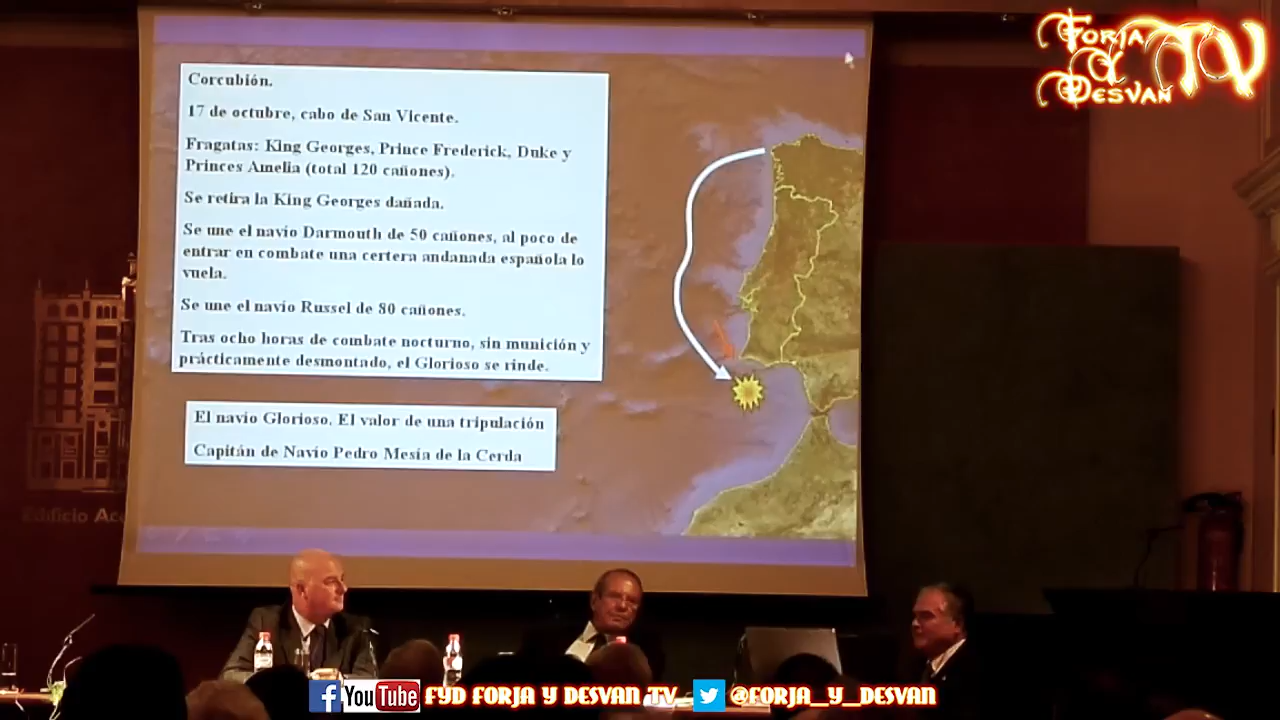 Forja
Y TV
Desvan
Corcubión.
17 de octubre, cabo de San Vicente.
Fragatas: King Georges, Prince Frederick, Duke y
Princes Amelia (total 120 cañones).
Se retira la King Georges dañada.
Se une el navío Darmouth de 50 cañones, al poco de
entrar en combate una certera andanada española lo
vuela.
Se une el navío Russel de 80 cañones.
Tras ocho horas de combate nocturno, sin munición y
prácticamente desmontado, el Glorioso se rinde.
El navío Glorioso. El valor de una tripulación
Capitán de Navío Pedro Mesía de la Cerda
Edificio
f YouTube FYD FORJA Y DESVAN TV @FORJA_Y_DESVAN